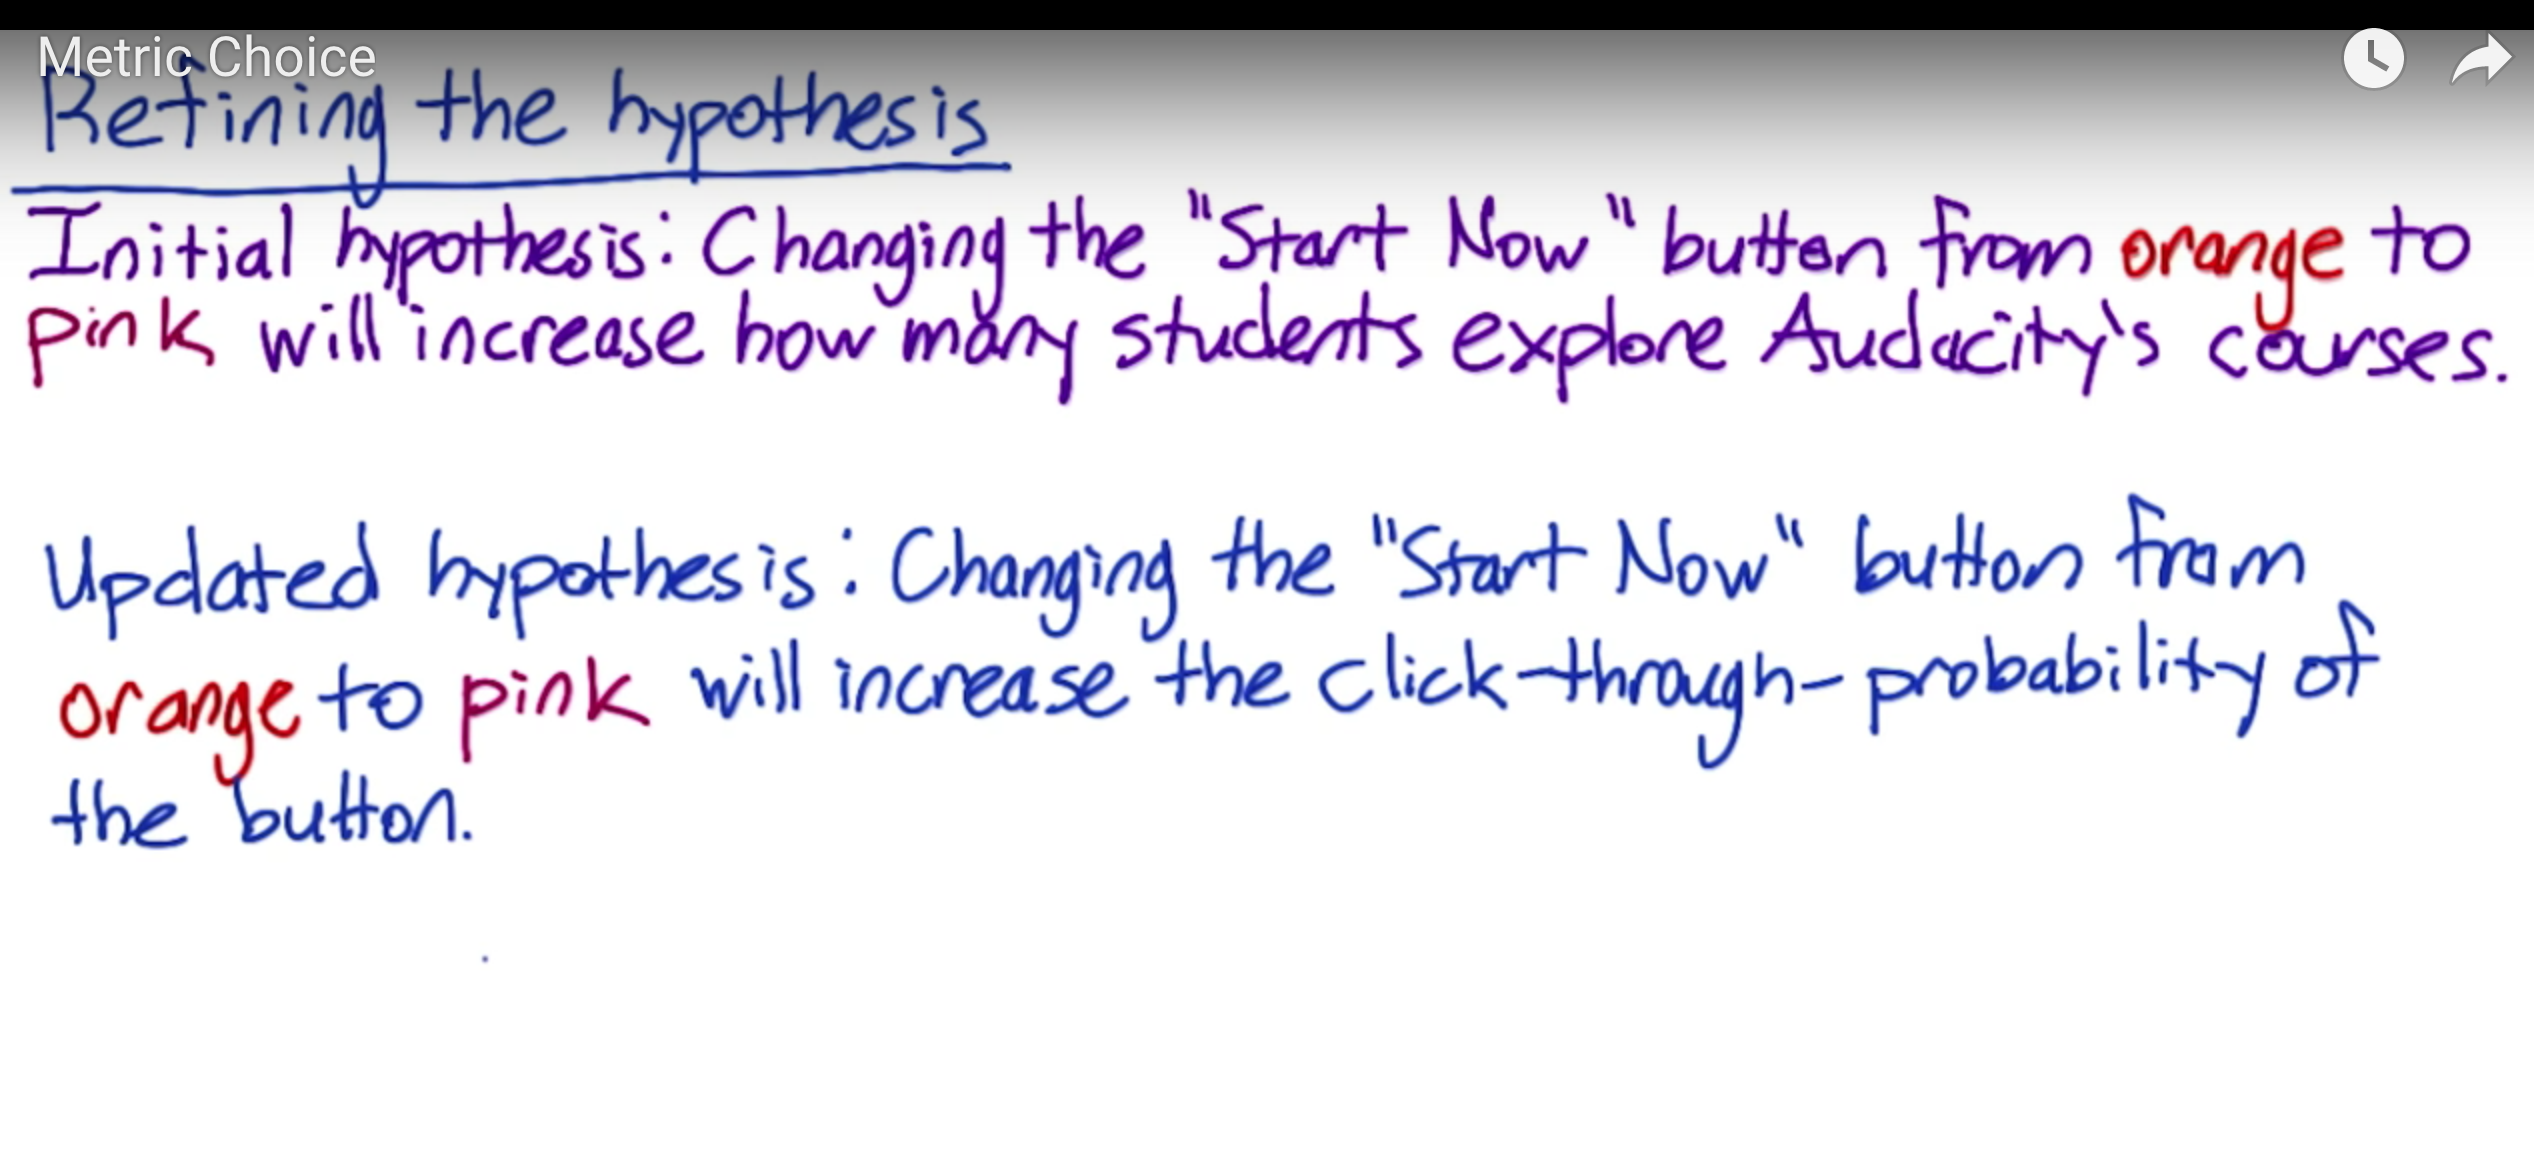 Metric Choice
Refining the hypothesis
Initial hypothesis: Changing the "Start Now" button from orange to
pink will increase how many students explore Audacity's courses.
Updated hypothesis: Changing the "Start Now" button from
orange to pink will increase the click-through-probability of
the button.